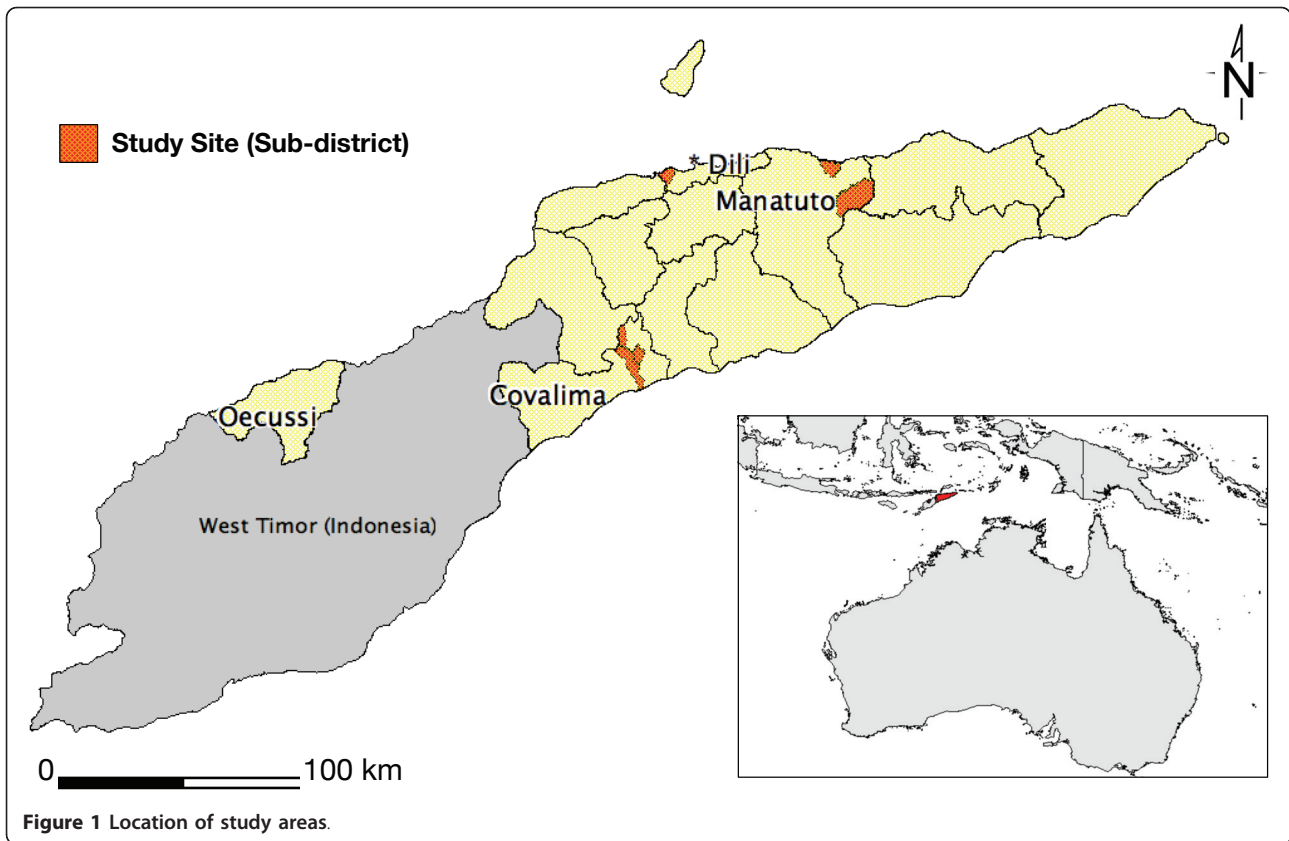 N
Study Site (Sub-district)
* Dili
Manatuto
Covalima
Oecussi
West Timor (Indonesia)
0 100 km
Figure 1 Location of study areas.